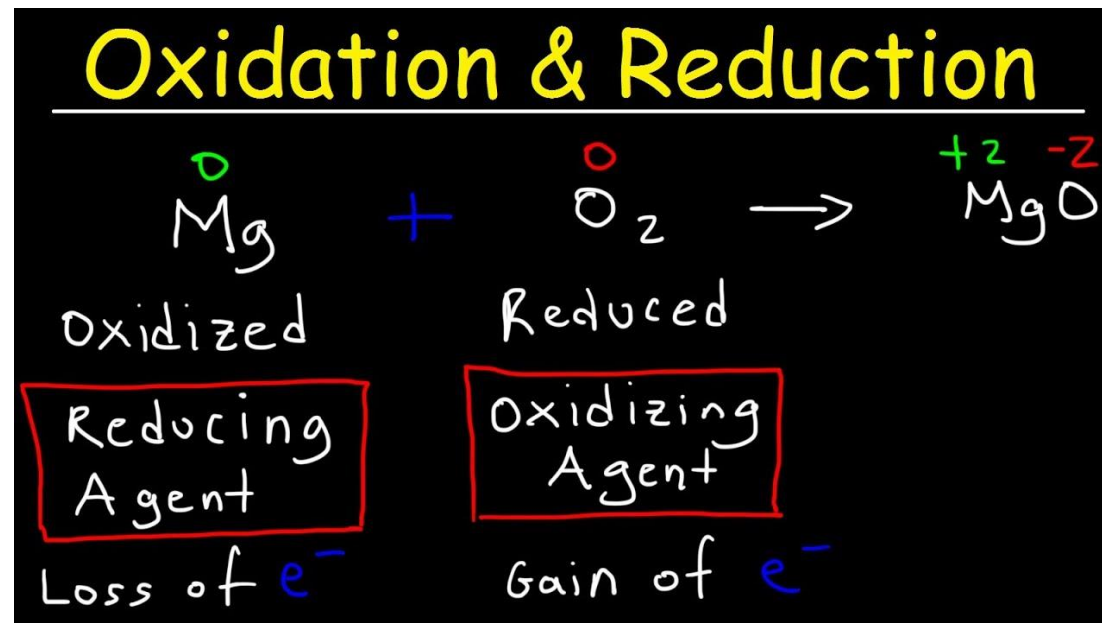 Oxidation & Reduction
0 0 +2 -2
Mg + O₂ → MgO
Oxidized Reduced
Reducing Oxidizing
Agent Agent
Loss of e⁻ Gain of e⁻